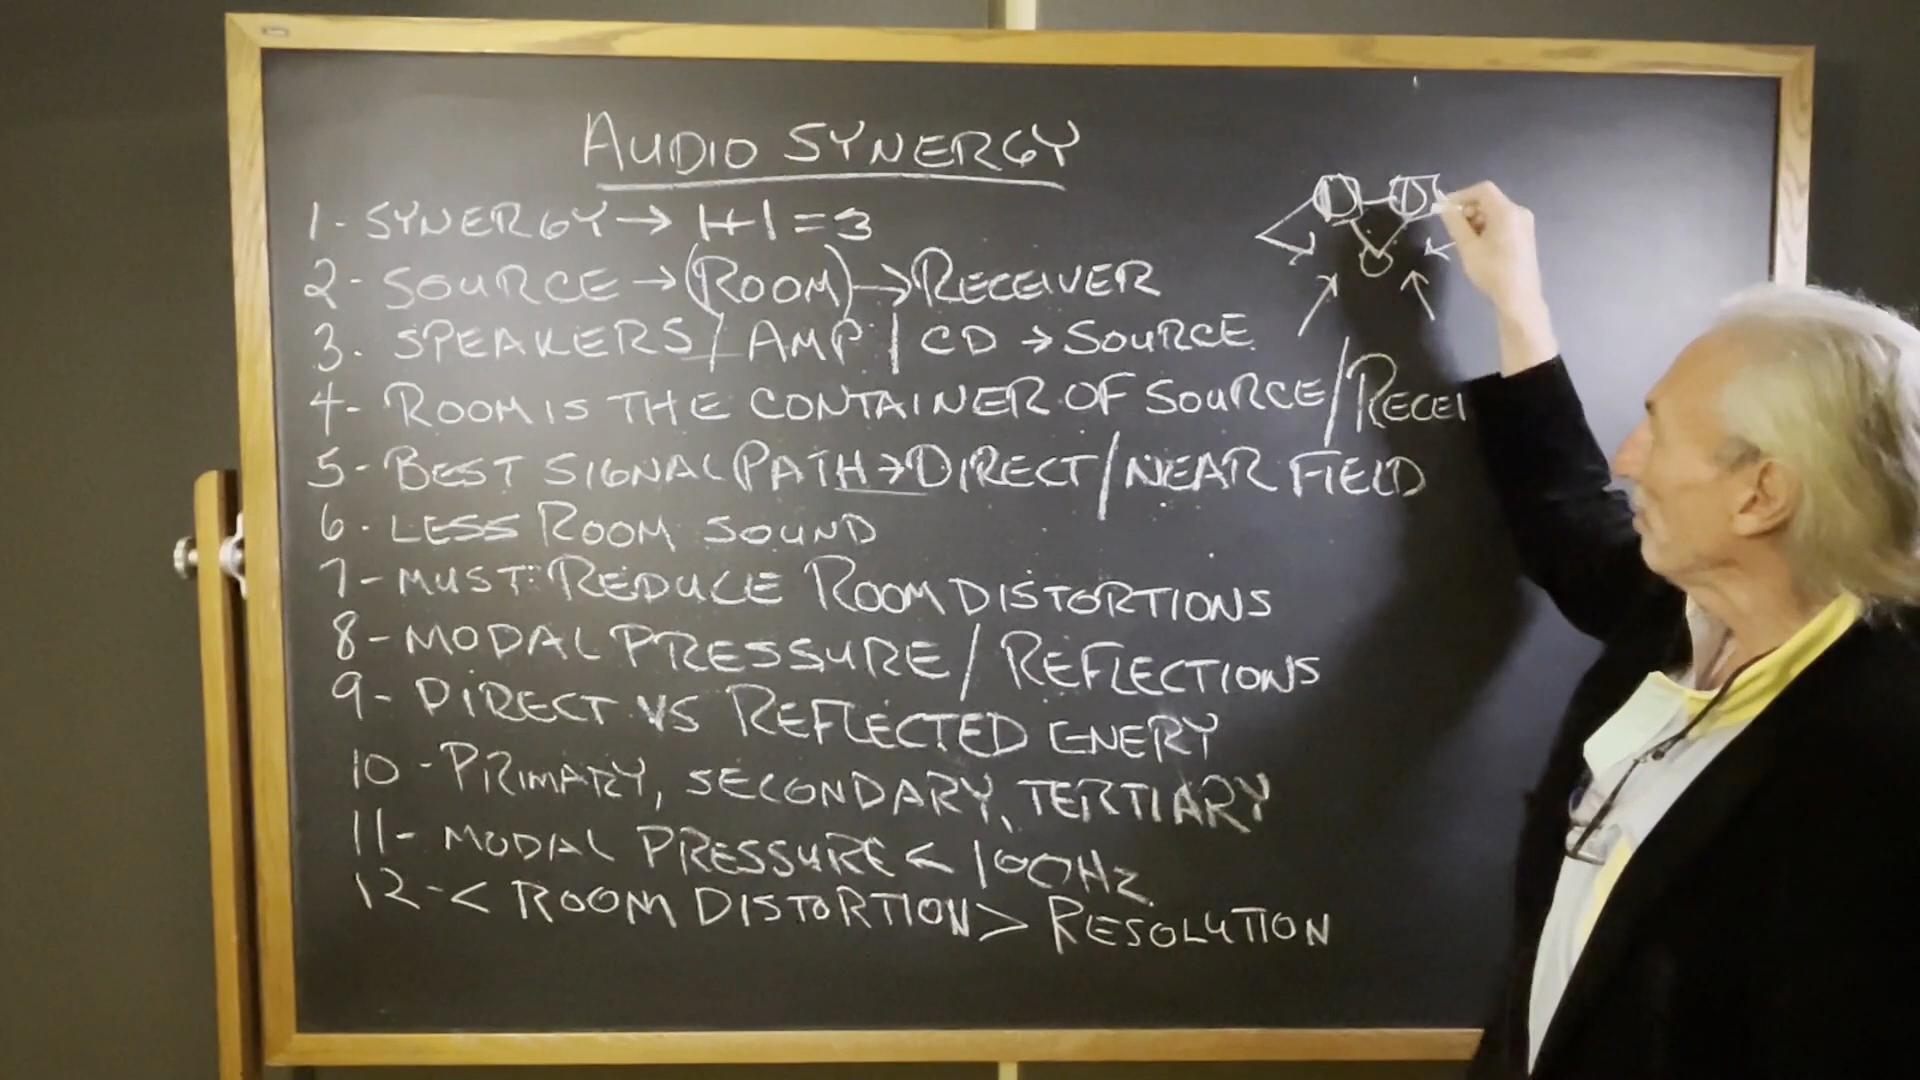 AUDIO SYNERGY
1- SYNERGY → 1+1=3
2- SOURCE → (ROOM) → RECEIVER
3. SPEAKERS / AMP / CD → SOURCE
4- ROOM IS THE CONTAINER OF SOURCE / RECEI
5- BEST SIGNAL PATH → DIRECT / NEAR FIELD
6- LESS ROOM SOUND
7- MUST: REDUCE ROOM DISTORTIONS
8- MODAL PRESSURE / REFLECTIONS
9- DIRECT VS REFLECTED ENERY
10- PRIMARY, SECONDARY, TERTIARY
11- MODAL PRESSURE < 100HZ
12- < ROOM DISTORTION > RESOLUTION